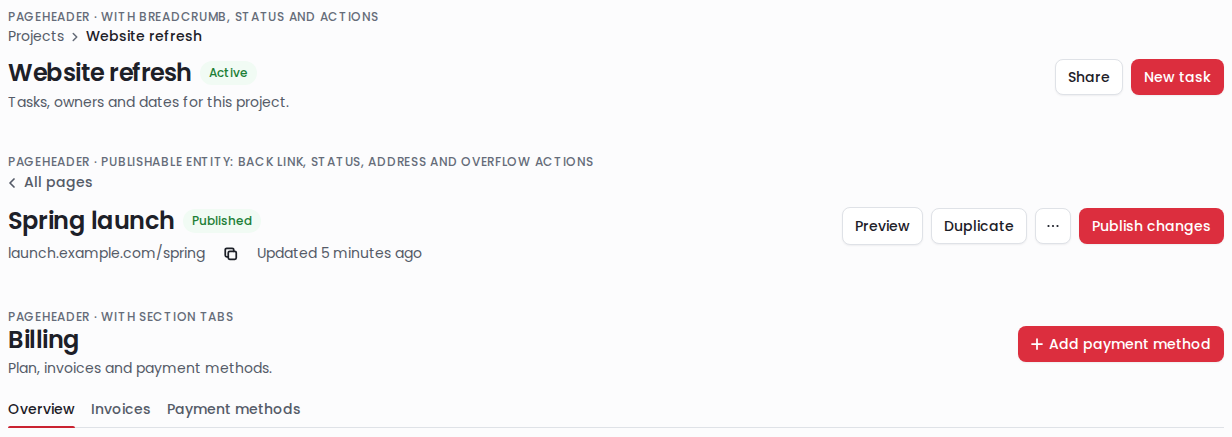 PAGEHEADER · WITH BREADCRUMB, STATUS AND ACTIONS
Projects > Website refresh
Website refresh Active Share New task
Tasks, owners and dates for this project.
PAGEHEADER · PUBLISHABLE ENTITY: BACK LINK, STATUS, ADDRESS AND OVERFLOW ACTIONS
< All pages
Spring launch Published Preview Duplicate ··· Publish changes
launch.example.com/spring Updated 5 minutes ago
PAGEHEADER · WITH SECTION TABS
Billing + Add payment method
Plan, invoices and payment methods.
Overview Invoices Payment methods